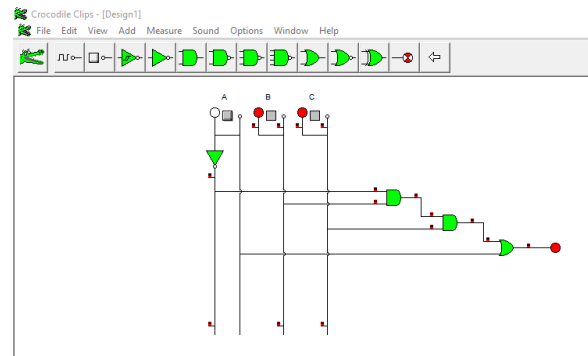 Crocodile Clips - [Design1]
File Edit View Add Measure Sound Options Window Help
A B C